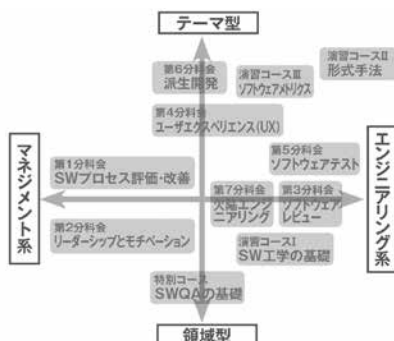 テーマ型
演習コースII
形式手法
第6分科会
派生開発
演習コースIII
ソフトウェアメトリクス
第4分科会
ユーザエクスペリエンス(UX)
第5分科会
ソフトウェアテスト
第1分科会
SWプロセス評価・改善
マネジメント系
エンジニアリング系
第7分科会
欠陥エンジ
ニアリング
第3分科会
ソフトウェア
レビュー
第2分科会
リーダーシップとモチベーション
演習コースI
SW工学の基礎
特別コース
SWQAの基礎
領域型